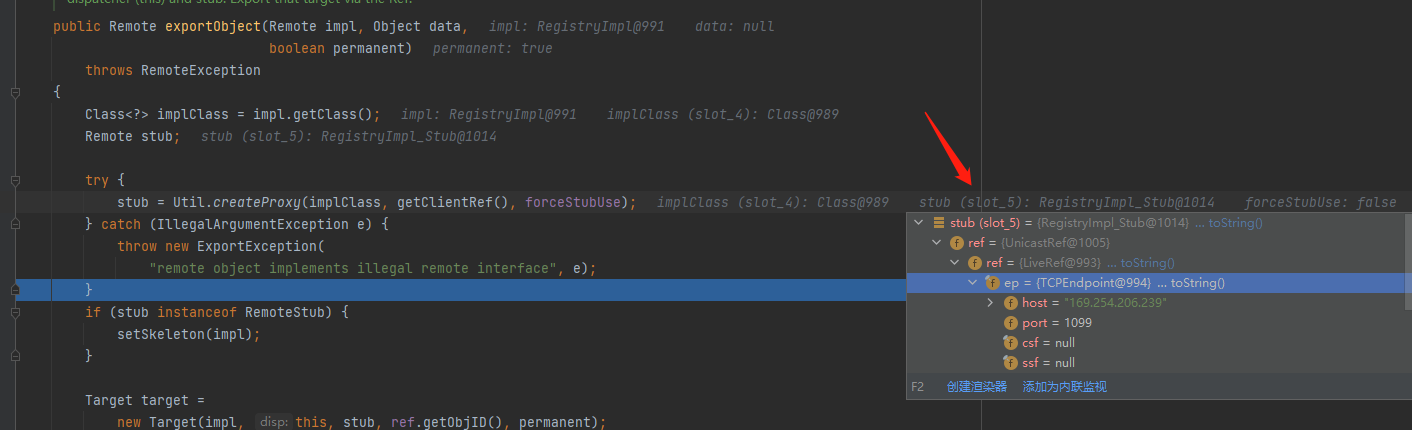 dispatcher (this) and stub. Export that target via the Ref.
public Remote exportObject(Remote impl, Object data,   impl: RegistryImpl@991   data: null
boolean permanent)   permanent: true
throws RemoteException
{
Class<?> implClass = impl.getClass();   impl: RegistryImpl@991   implClass (slot_4): Class@989
Remote stub;   stub (slot_5): RegistryImpl_Stub@1014
try {
stub = Util.createProxy(implClass, getClientRef(), forceStubUse);   implClass (slot_4): Class@989   stub (slot_5): RegistryImpl_Stub@1014   forceStubUse: false
} catch (IllegalArgumentException e) {
throw new ExportException(
"remote object implements illegal remote interface", e);
}
if (stub instanceof RemoteStub) {
setSkeleton(impl);
}
Target target =
new Target(impl, disp: this, stub, ref.getObjID(), permanent);
stub (slot_5) = {RegistryImpl_Stub@1014} ... toString()
f ref = {UnicastRef@1005}
f ref = {LiveRef@993} ... toString()
f ep = {TCPEndpoint@994} ... toString()
f host = "169.254.206.239"
f port = 1099
f csf = null
f ssf = null
F2 创建渲染器 添加为内联监视